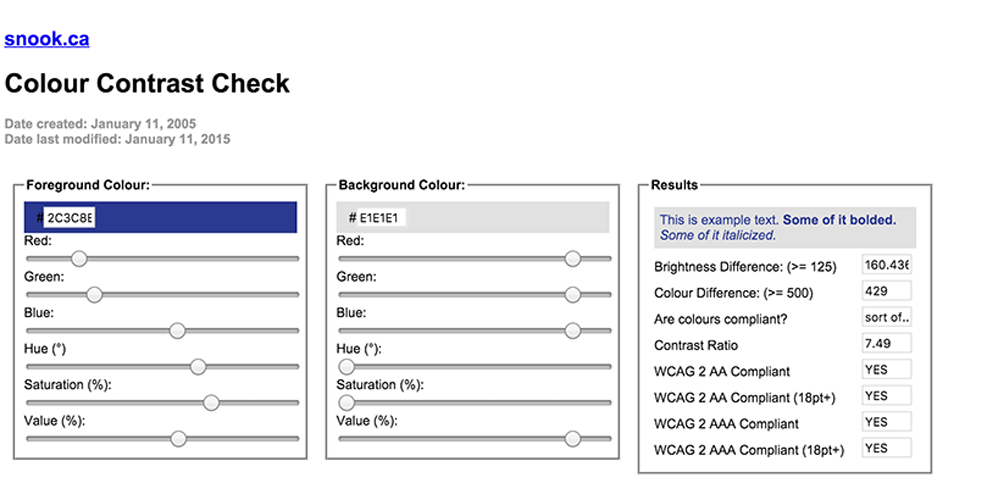 snook.ca
Colour Contrast Check
Date created: January 11, 2005
Date last modified: January 11, 2015
Foreground Colour:
# 2C3C8E
Red:
Green:
Blue:
Hue (°)
Saturation (%):
Value (%):
Background Colour:
# E1E1E1
Red:
Green:
Blue:
Hue (°):
Saturation (%):
Value (%):
Results
This is example text. Some of it bolded.
Some of it italicized.
Brightness Difference: (>= 125) 160.436
Colour Difference: (>= 500) 429
Are colours compliant? sort of..
Contrast Ratio 7.49
WCAG 2 AA Compliant YES
WCAG 2 AA Compliant (18pt+) YES
WCAG 2 AAA Compliant YES
WCAG 2 AAA Compliant (18pt+) YES